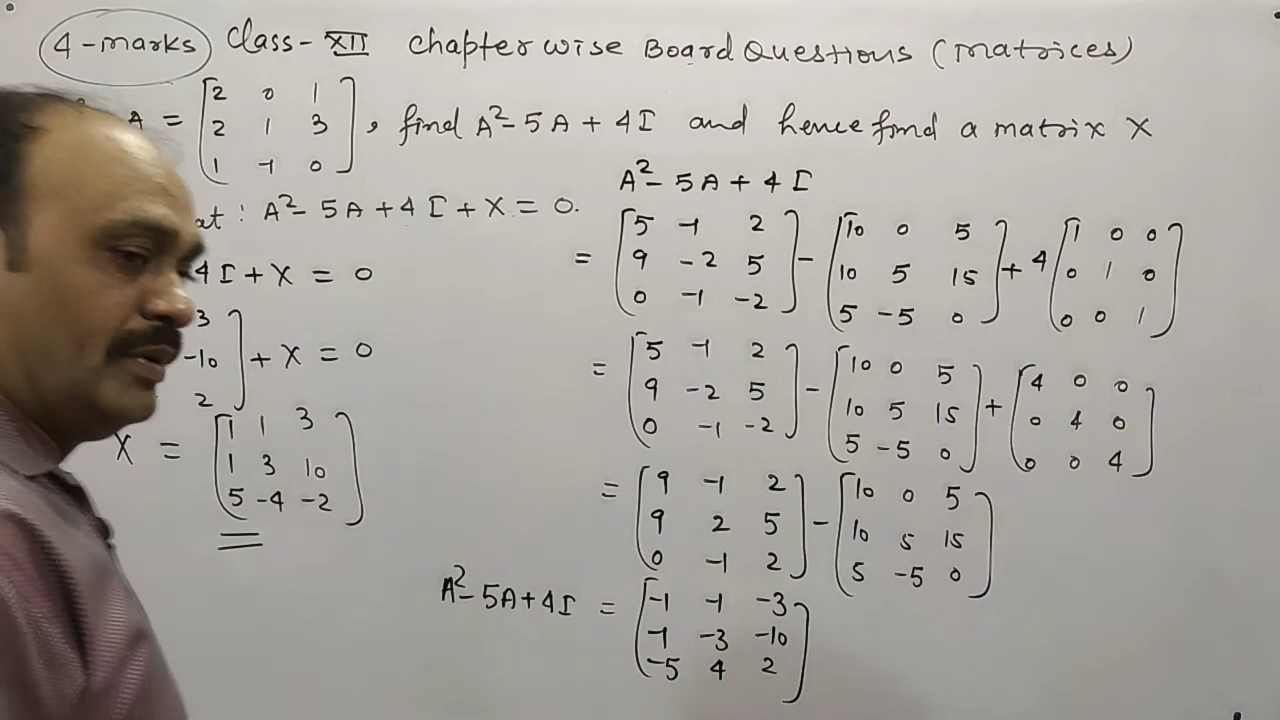 4-marks Class-XII Chapterwise Board Questions (Matrices)
A = [2 0 1
2 1 3
1 -1 0], find A²- 5A + 4I and hence find a matrix X
at: A²- 5A + 4I + X = 0.
4I + X = 0
3
-10
2] + X = 0
X = [1 1 3
1 3 10
5 -4 -2]
A²- 5A + 4I
= [5 -1 2
9 -2 5
0 -1 -2] - [10 0 5
10 5 15
5 -5 0] + 4 [1 0 0
0 1 0
0 0 1]
= [5 -1 2
9 -2 5
0 -1 -2] - [10 0 5
10 5 15
5 -5 0] + [4 0 0
0 4 0
0 0 4]
= [9 -1 2
9 2 5
0 -1 2] - [10 0 5
10 5 15
5 -5 0]
A²- 5A + 4I = [-1 -1 -3
-1 -3 -10
-5 4 2]